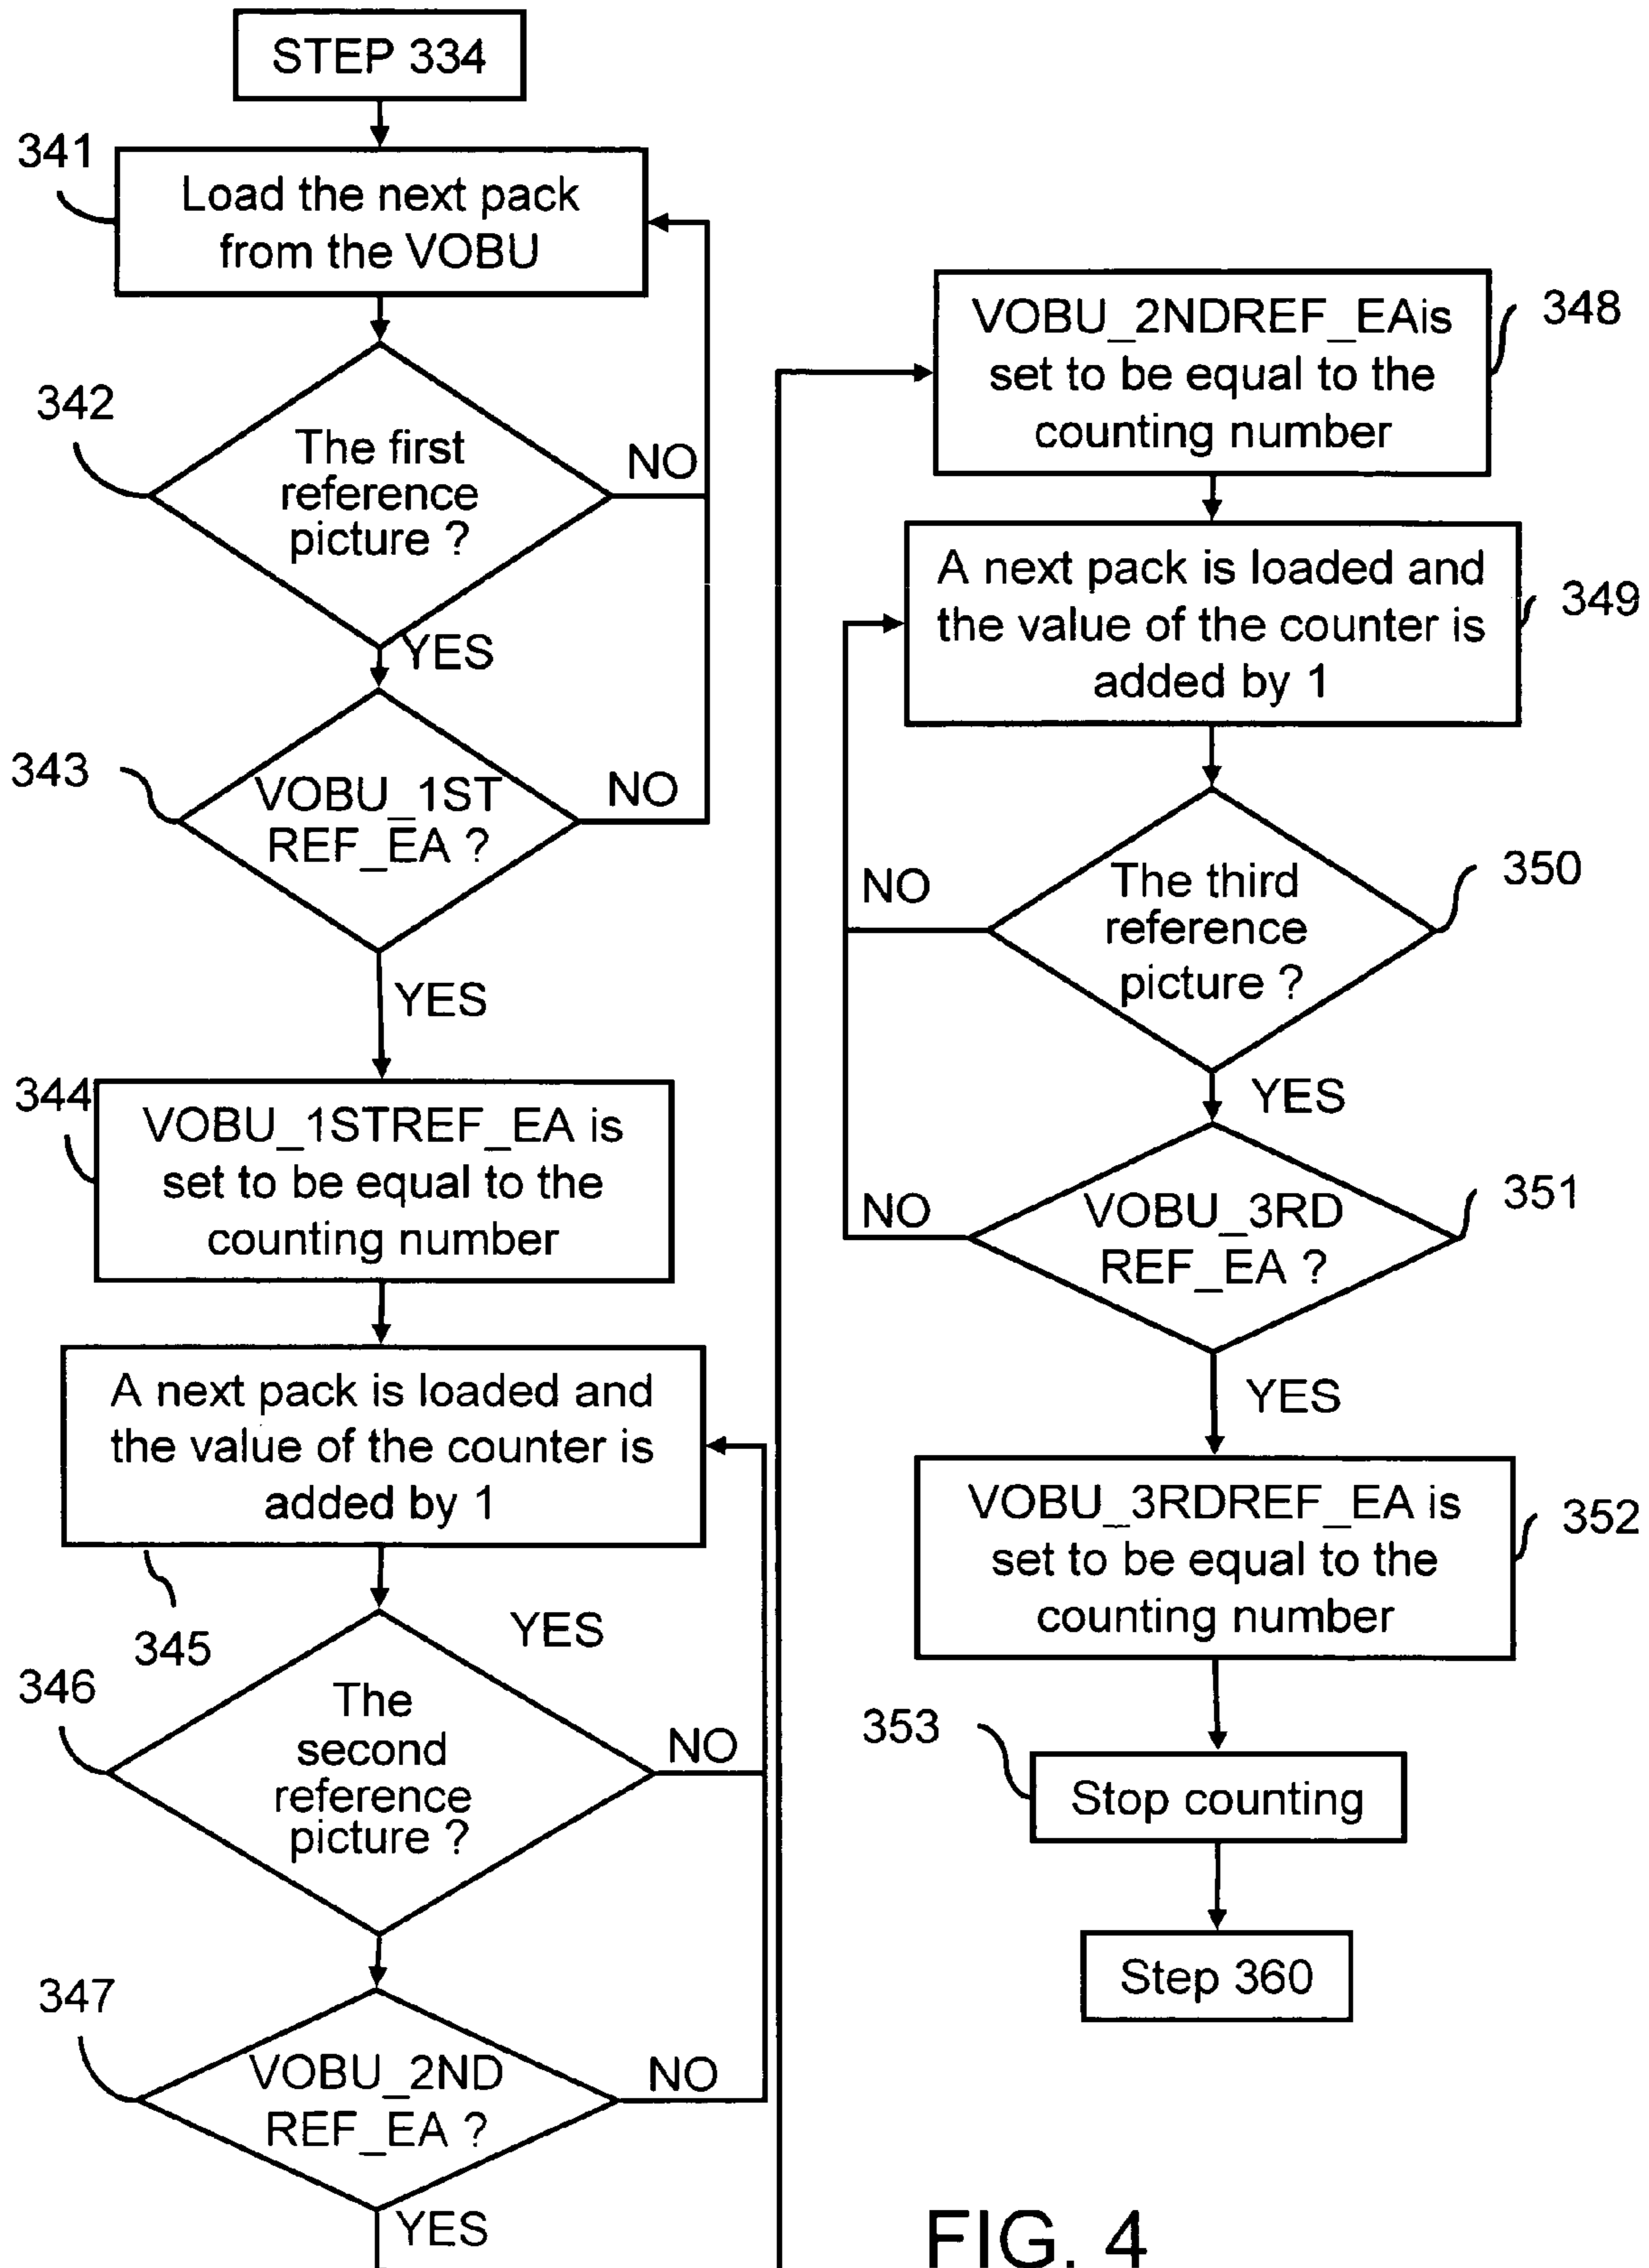 STEP 334
341
Load the next pack
from the VOBU
342
The first
reference
picture ?
NO
YES
343
VOBU_1ST
REF_EA ?
NO
YES
344
VOBU_1STREF_EA is
set to be equal to the
counting number
A next pack is loaded and
the value of the counter is
added by 1
345
YES
346
The
second
reference
picture ?
NO
347
VOBU_2ND
REF_EA ?
NO
YES
VOBU_2NDREF_EAis
set to be equal to the
counting number
348
A next pack is loaded and
the value of the counter is
added by 1
349
NO
The third
reference
picture ?
350
YES
NO
VOBU_3RD
REF_EA ?
351
YES
VOBU_3RDREF_EA is
set to be equal to the
counting number
352
353
Stop counting
Step 360
FIG. 4